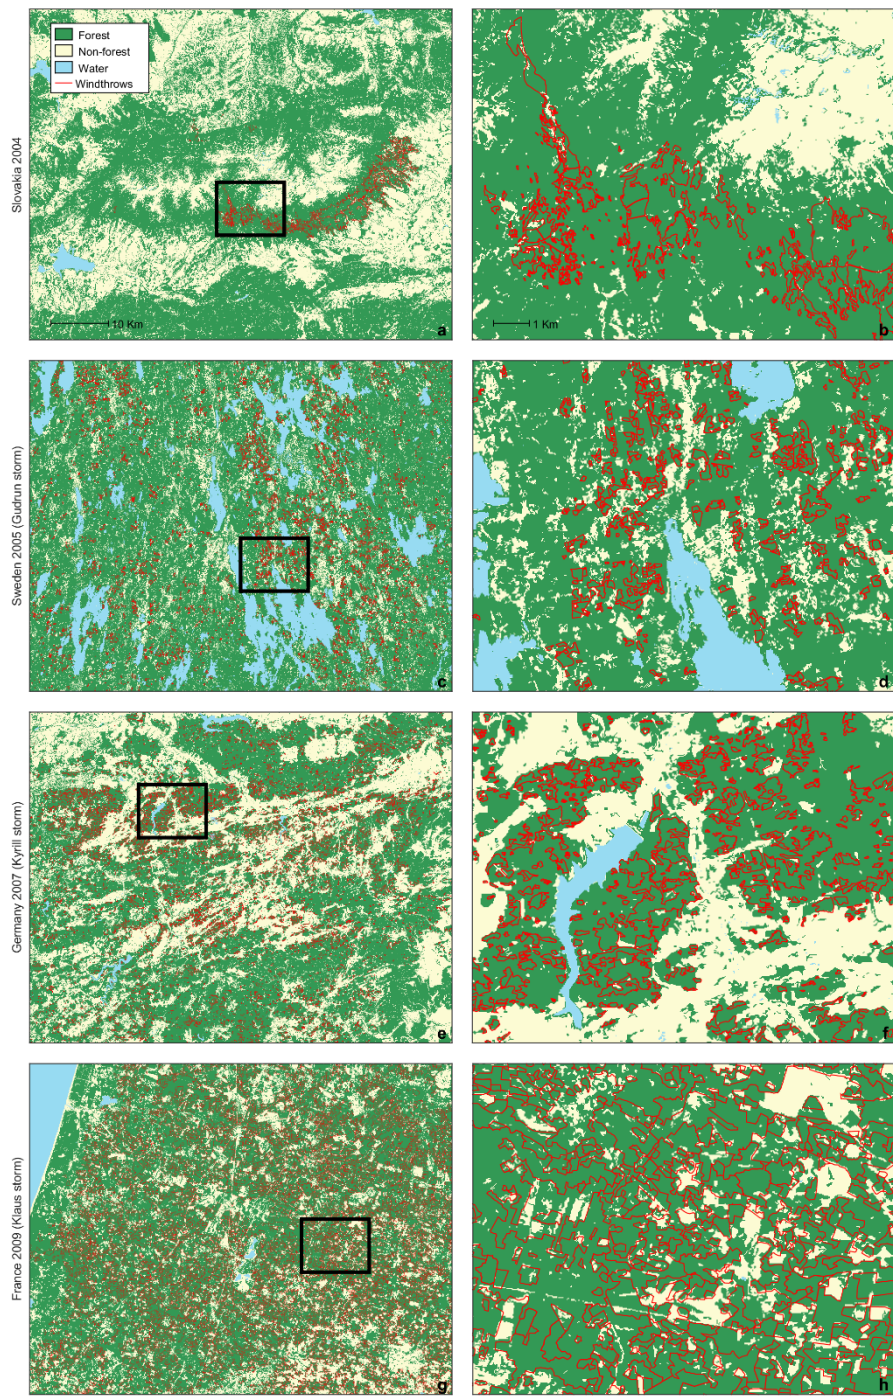 Forest
Non-forest
Water
Windthrows
Slovakia 2004
10 Km
a
1 Km
b
Sweden 2005 (Gudrun storm)
c
d
Germany 2007 (Kyrill storm)
e
f
France 2009 (Klaus storm)
g
h